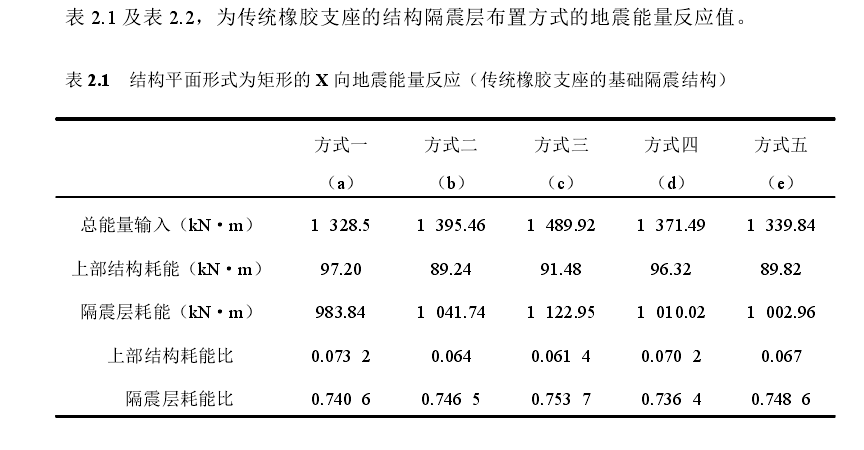 表 2.1 及表 2.2，为传统橡胶支座的结构隔震层布置方式的地震能量反应值。
表 2.1 结构平面形式为矩形的 X 向地震能量反应（传统橡胶支座的基础隔震结构）
方式一 方式二 方式三 方式四 方式五
（a） （b） （c） （d） （e）
总能量输入（kN·m） 1 328.5 1 395.46 1 489.92 1 371.49 1 339.84
上部结构耗能（kN·m） 97.20 89.24 91.48 96.32 89.82
隔震层耗能（kN·m） 983.84 1 041.74 1 122.95 1 010.02 1 002.96
上部结构耗能比 0.073 2 0.064 0.061 4 0.070 2 0.067
隔震层耗能比 0.740 6 0.746 5 0.753 7 0.736 4 0.748 6